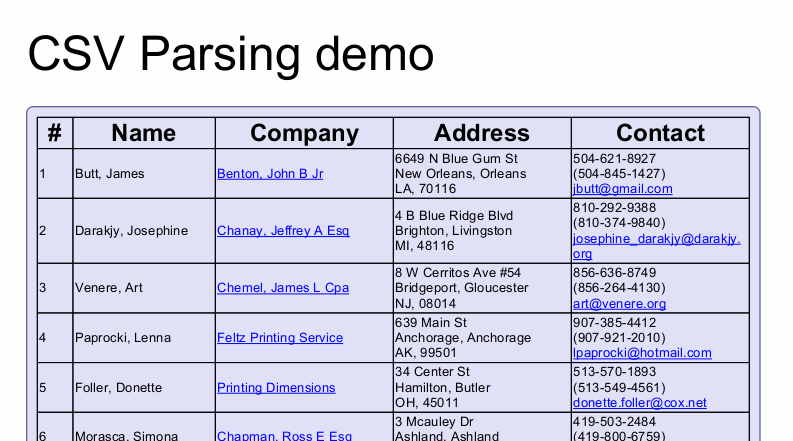 CSV Parsing demo
# Name Company Address Contact
1 Butt, James Benton, John B Jr
6649 N Blue Gum St
New Orleans, Orleans
LA, 70116
504-621-8927
(504-845-1427)
jbutt@gmail.com
2 Darakjy, Josephine Chanay, Jeffrey A Esq
4 B Blue Ridge Blvd
Brighton, Livingston
MI, 48116
810-292-9388
(810-374-9840)
josephine_darakjy@darakjy.
org
3 Venere, Art Chemel, James L Cpa
8 W Cerritos Ave #54
Bridgeport, Gloucester
NJ, 08014
856-636-8749
(856-264-4130)
art@venere.org
4 Paprocki, Lenna Feltz Printing Service
639 Main St
Anchorage, Anchorage
AK, 99501
907-385-4412
(907-921-2010)
lpaprocki@hotmail.com
5 Foller, Donette Printing Dimensions
34 Center St
Hamilton, Butler
OH, 45011
513-570-1893
(513-549-4561)
donette.foller@cox.net
6 Morasca, Simona Chapman, Ross E Esq
3 Mcauley Dr
Ashland, Ashland
419-503-2484
(419-800-6759)